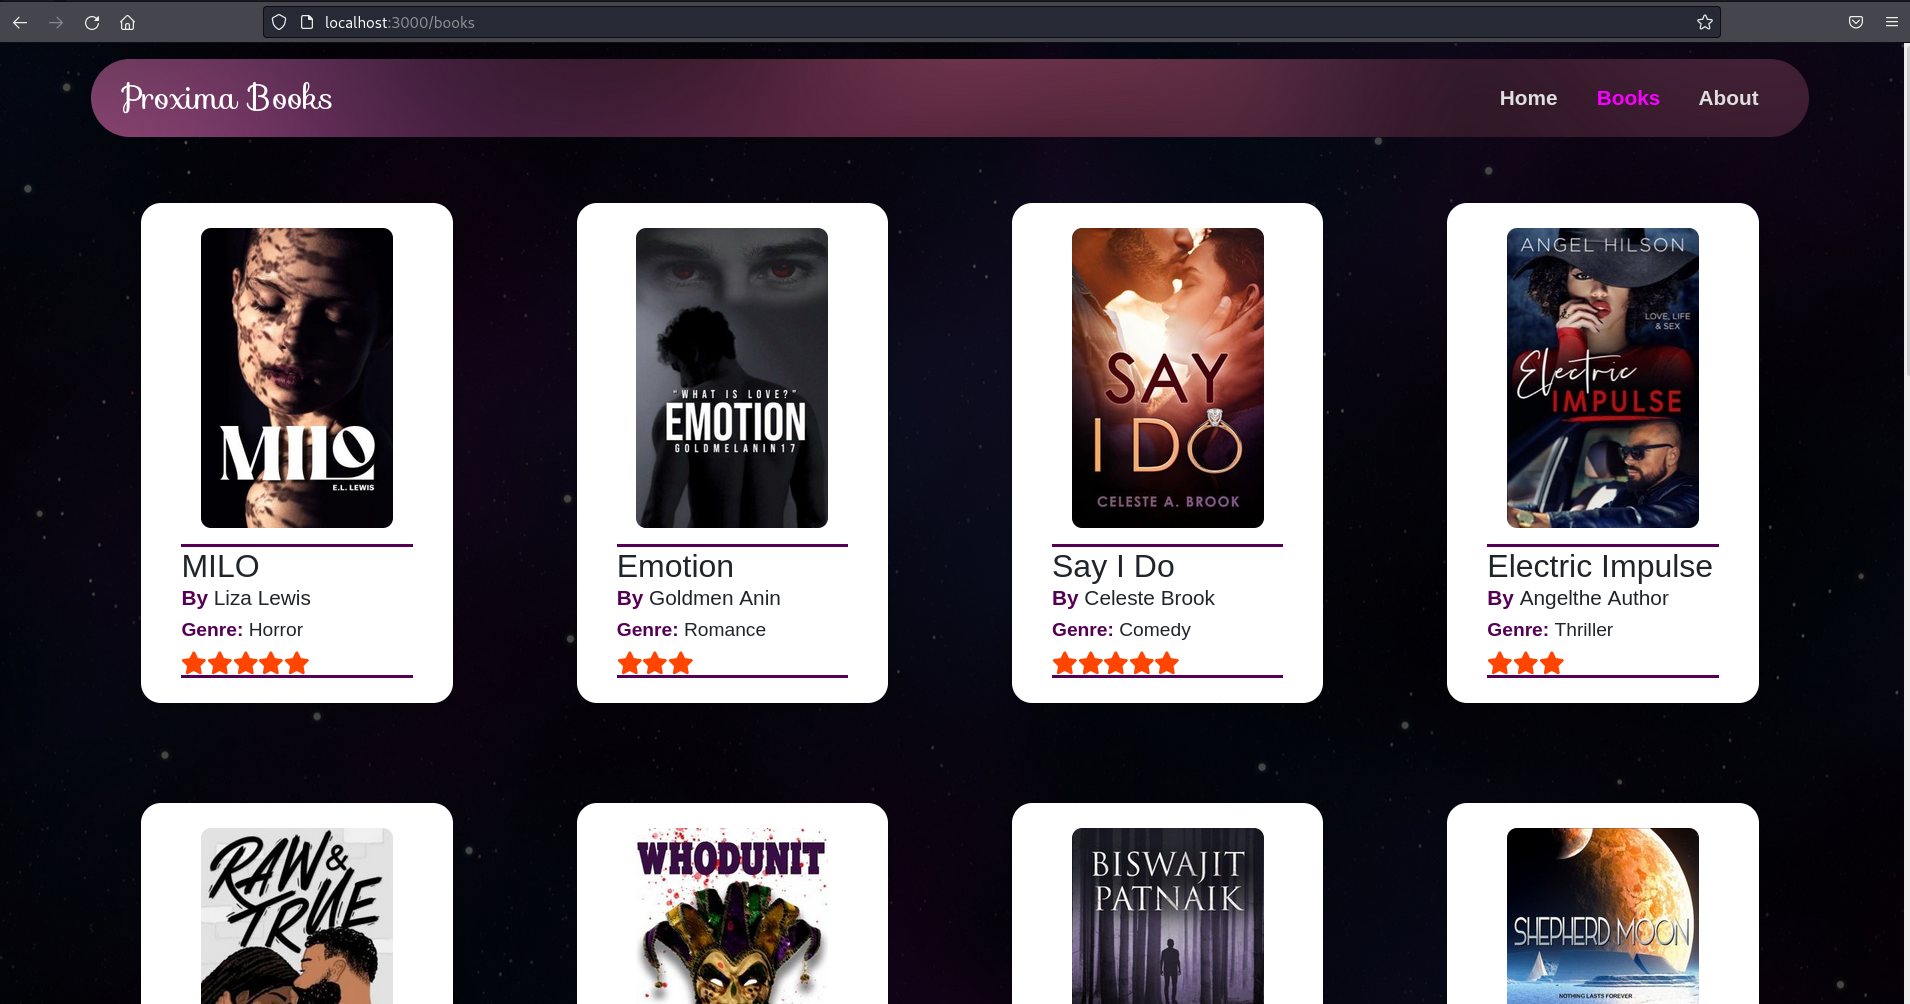 localhost:3000/books
Proxima Books
Home Books About
MILO
E.L. LEWIS
MILO
By Liza Lewis
Genre: Horror
"WHAT IS LOVE?"
EMOTION
GOLDMELANIN17
Emotion
By Goldmen Anin
Genre: Romance
SAY
I DO
CELESTE A. BROOK
Say I Do
By Celeste Brook
Genre: Comedy
ANGEL HILSON
LOVE, LIFE
& SEX
Electric
IMPULSE
Electric Impulse
By Angelthe Author
Genre: Thriller
RAW &
TRUE
WHODUNIT
BISWAJIT
PATNAIK
SHEPHERD MOON
NOTHING LASTS FOREVER